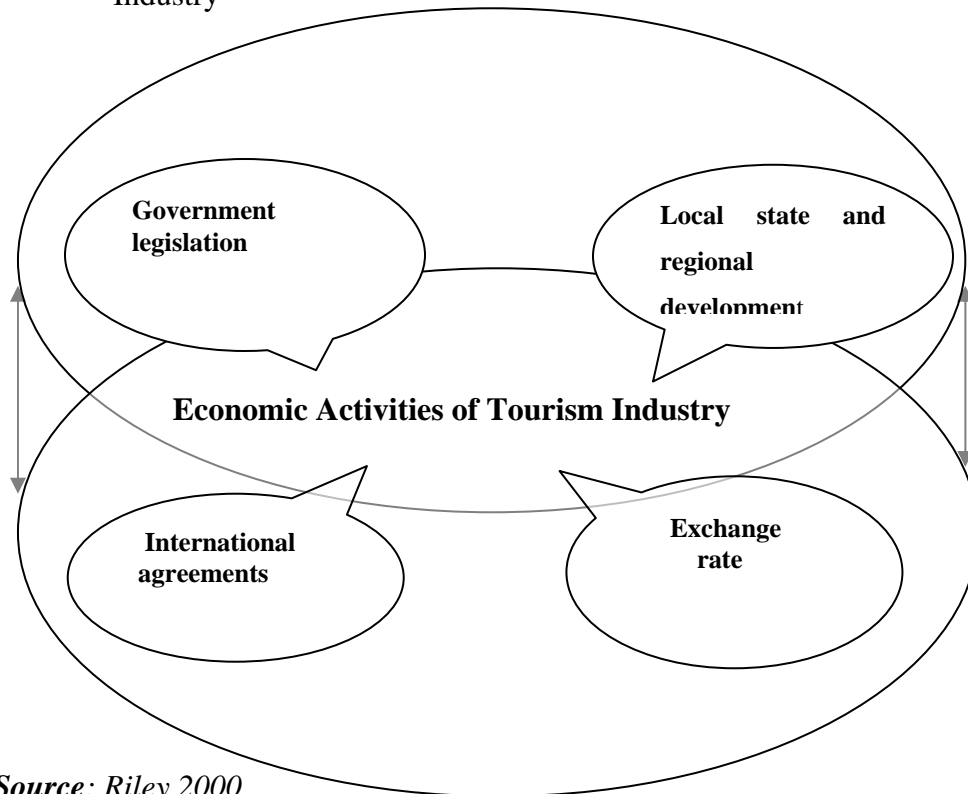 Industry
Government
legislation
Local state and
regional
development
Economic Activities of Tourism Industry
International
agreements
Exchange
rate
Source: Riley 2000